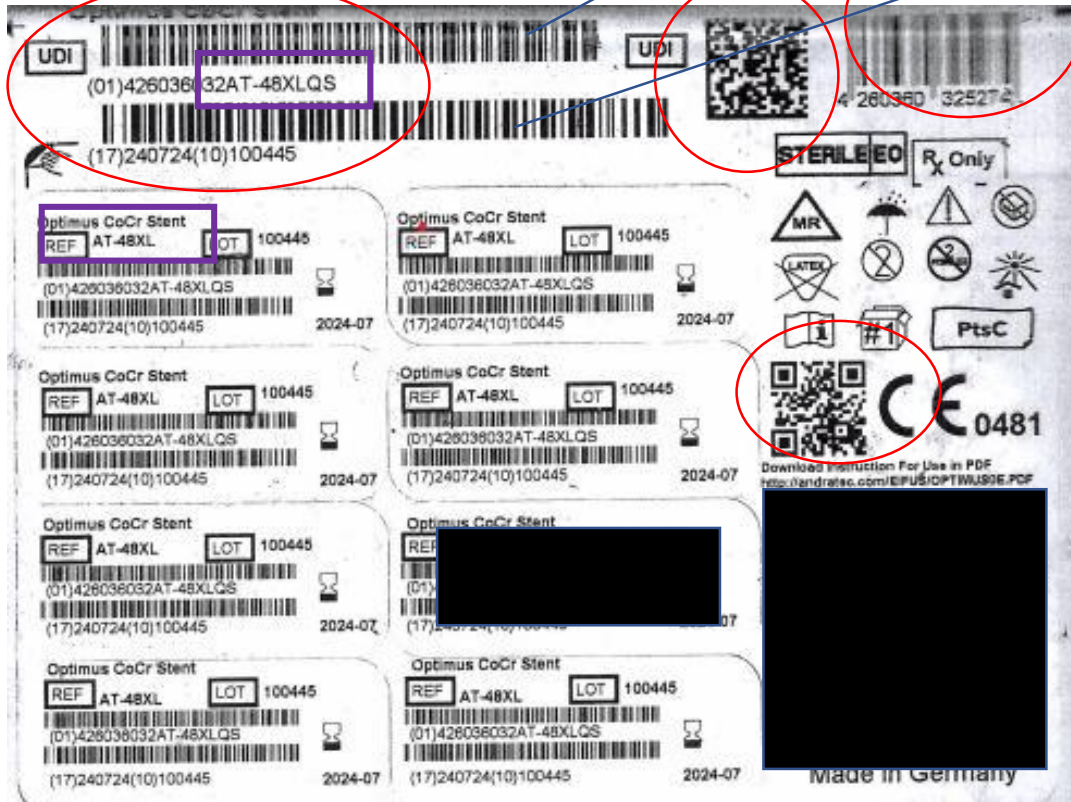 Optimus CoCr Stent
UDI
UDI
(01)426036032AT-48XLQS
(17)240724(10)100445
4 260360 325274
STERILE EO
Rx Only
MR
LATEX
#1
PtsC
Optimus CoCr Stent
REF AT-48XL LOT 100445
(01)426036032AT-48XLQS
(17)240724(10)100445 2024-07
Optimus CoCr Stent
REF AT-48XL LOT 100445
(01)426036032AT-48XLQS
(17)240724(10)100445 2024-07
Optimus CoCr Stent
REF AT-48XL LOT 100445
(01)426036032AT-48XLQS
(17)240724(10)100445 2024-07
Optimus CoCr Stent
REF AT-48XL LOT 100445
(01)426036032AT-48XLQS
(17)240724(10)100445 2024-07
CE 0481
Download Instruction For Use in PDF
http://andratec.com/EIFUS/OPTIMUS0E.PDF
Optimus CoCr Stent
REF AT-48XL LOT 100445
(01)426036032AT-48XLQS
(17)240724(10)100445 2024-07
Optimus CoCr Stent
REF
(01)
Optimus CoCr Stent
REF AT-48XL LOT 100445
(01)426036032AT-48XLQS
(17)240724(10)100445 2024-07
Optimus CoCr Stent
REF AT-48XL LOT 100445
(01)426036032AT-48XLQS
(17)240724(10)100445 2024-07
Made in Germany